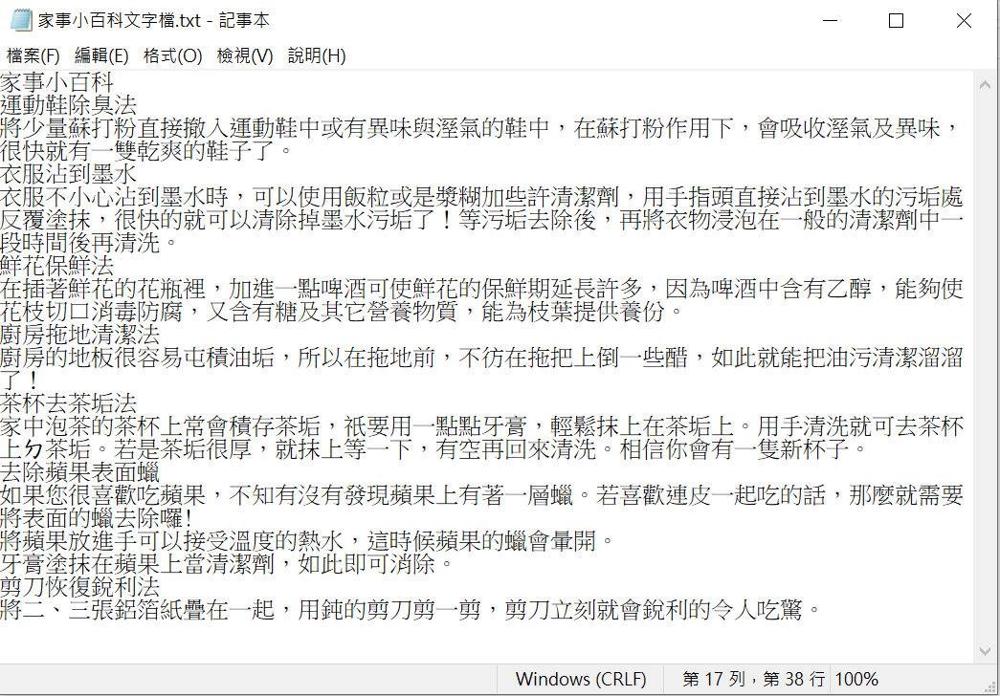 家事小百科文字檔.txt - 記事本
檔案(F) 編輯(E) 格式(O) 檢視(V) 說明(H)
家事小百科
運動鞋除臭法
將少量蘇打粉直接撤入運動鞋中或有異味與溼氣的鞋中，在蘇打粉作用下，會吸收溼氣及異味，
很快就有一雙乾爽的鞋子了。
衣服沾到墨水
衣服不小心沾到墨水時，可以使用飯粒或是漿糊加些許清潔劑，用手指頭直接沾到墨水的污垢處
反覆塗抹，很快的就可以清除掉墨水污垢了！等污垢去除後，再將衣物浸泡在一般的清潔劑中一
段時間後再清洗。
鮮花保鮮法
在插著鮮花的花瓶裡，加進一點啤酒可使鮮花的保鮮期延長許多，因為啤酒中含有乙醇，能夠使
花枝切口消毒防腐，又含有糖及其它營養物質，能為枝葉提供養份。
廚房拖地清潔法
廚房的地板很容易屯積油垢，所以在拖地前，不彷在拖把上倒一些醋，如此就能把油污清潔溜溜
了！
茶杯去茶垢法
家中泡茶的茶杯上常會積存茶垢，祇要用一點點牙膏，輕鬆抹上在茶垢上。用手清洗就可去茶杯
上ㄉ茶垢。若是茶垢很厚，就抹上等一下，有空再回來清洗。相信你會有一隻新杯子。
去除蘋果表面蠟
如果您很喜歡吃蘋果，不知有沒有發現蘋果上有著一層蠟。若喜歡連皮一起吃的話，那麼就需要
將表面的蠟去除囉!
將蘋果放進手可以接受溫度的熱水，這時候蘋果的蠟會暈開。
牙膏塗抹在蘋果上當清潔劑，如此即可消除。
剪刀恢復銳利法
將二、三張鋁箔紙疊在一起，用鈍的剪刀剪一剪，剪刀立刻就會銳利的令人吃驚。
Windows (CRLF) 第 17 列，第 38 行 100%